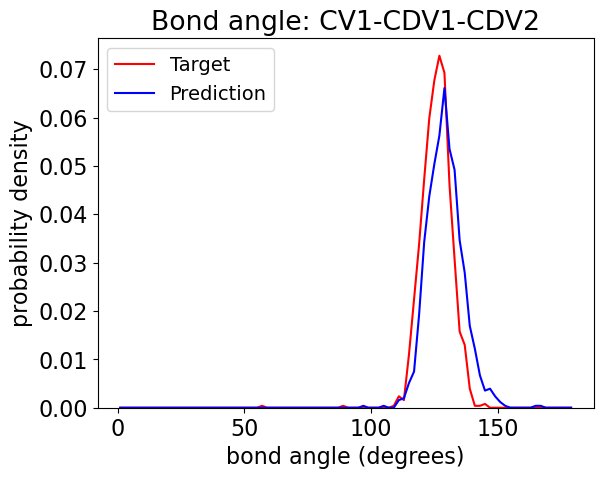 Bond angle: CV1-CDV1-CDV2
Target
Prediction
probability density
0.07
0.06
0.05
0.04
0.03
0.02
0.01
0.00
0
50
100
150
bond angle (degrees)